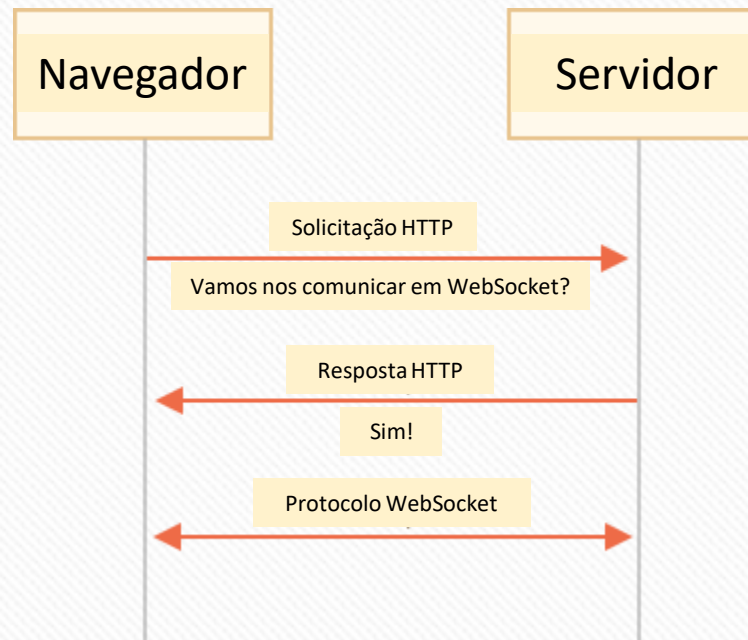 Navegador
Servidor
Solicitação HTTP
Vamos nos comunicar em WebSocket?
Resposta HTTP
Sim!
Protocolo WebSocket